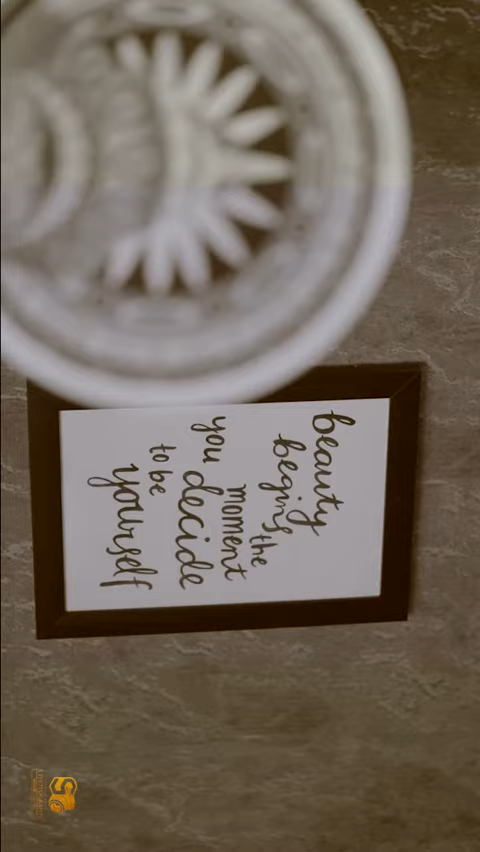 beauty
begins
the
moment
you decide
to be
yourself